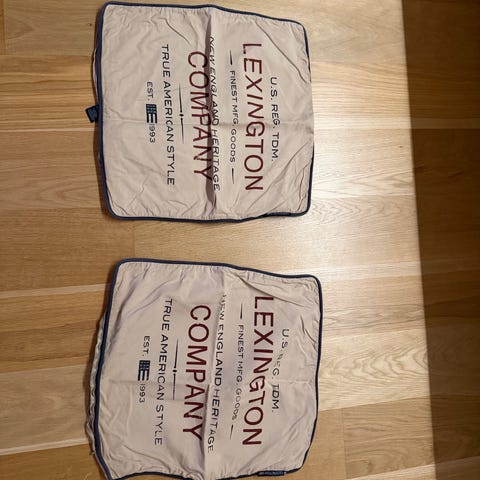 U.S. REG. TDM.
LEXINGTON
FINEST MFG. GOODS
NEW ENGLAND HERITAGE
COMPANY
TRUE AMERICAN STYLE
EST. 1993
U.S. REG. TDM.
LEXINGTON
FINEST MFG. GOODS
NEW ENGLAND HERITAGE
COMPANY
TRUE AMERICAN STYLE
EST. 1993